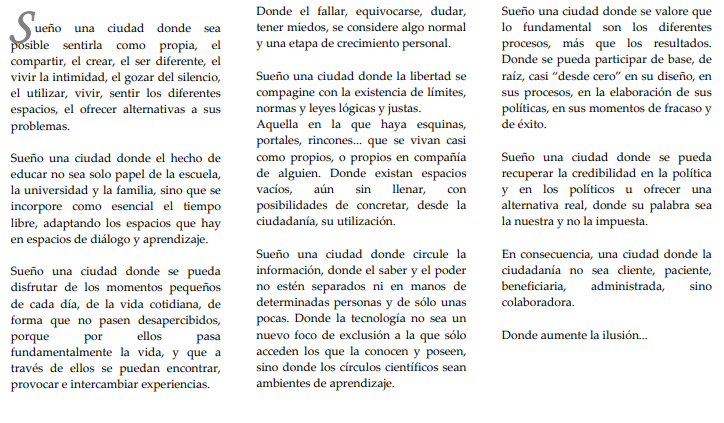 Sueño una ciudad donde sea
posible sentirla como propia, el
compartir, el crear, el ser diferente, el
vivir la intimidad, el gozar del silencio,
el utilizar, vivir, sentir los diferentes
espacios, el ofrecer alternativas a sus
problemas.
Sueño una ciudad donde el hecho de
educar no sea solo papel de la escuela,
la universidad y la familia, sino que se
incorpore como esencial el tiempo
libre, adaptando los espacios que hay
en espacios de diálogo y aprendizaje.
Sueño una ciudad donde se pueda
disfrutar de los momentos pequeños
de cada día, de la vida cotidiana, de
forma que no pasen desapercibidos,
porque por ellos pasa
fundamentalmente la vida, y que a
través de ellos se puedan encontrar,
provocar e intercambiar experiencias.
Donde el fallar, equivocarse, dudar,
tener miedos, se considere algo normal
y una etapa de crecimiento personal.
Sueño una ciudad donde la libertad se
compagine con la existencia de límites,
normas y leyes lógicas y justas.
Aquella en la que haya esquinas,
portales, rincones... que se vivan casi
como propios, o propios en compañía
de alguien. Donde existan espacios
vacíos, aún sin llenar, con
posibilidades de concretar, desde la
ciudadanía, su utilización.
Sueño una ciudad donde circule la
información, donde el saber y el poder
no estén separados ni en manos de
determinadas personas y de sólo unas
pocas. Donde la tecnología no sea un
nuevo foco de exclusión a la que sólo
acceden los que la conocen y poseen,
sino donde los círculos científicos sean
ambientes de aprendizaje.
Sueño una ciudad donde se valore que
lo fundamental son los diferentes
procesos, más que los resultados.
Donde se pueda participar de base, de
raíz, casi “desde cero” en su diseño, en
sus procesos, en la elaboración de sus
políticas, en sus momentos de fracaso y
de éxito.
Sueño una ciudad donde se pueda
recuperar la credibilidad en la política
y en los políticos u ofrecer una
alternativa real, donde su palabra sea
la nuestra y no la impuesta.
En consecuencia, una ciudad donde la
ciudadanía no sea cliente, paciente,
beneficiaria, administrada, sino
colaboradora.
Donde aumente la ilusión...